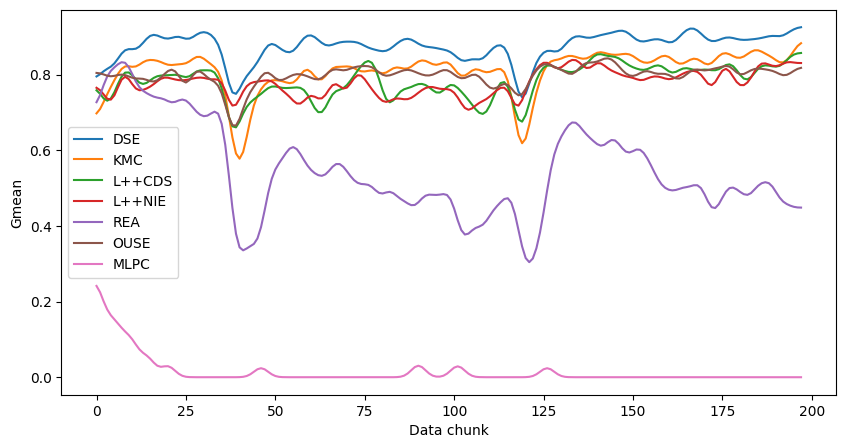 Gmean
0.8
0.6
0.4
0.2
0.0
DSE
KMC
L++CDS
L++NIE
REA
OUSE
MLPC
0 25 50 75 100 125 150 175 200
Data chunk